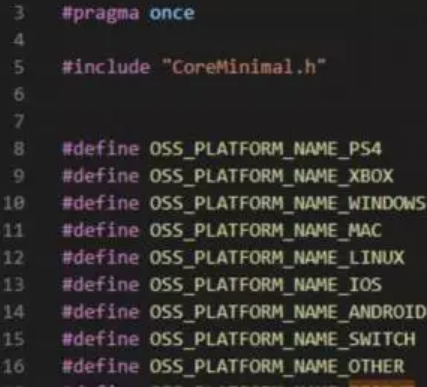 3 #pragma once
4
5 #include "CoreMinimal.h"
6
7
8 #define OSS_PLATFORM_NAME_PS4
9 #define OSS_PLATFORM_NAME_XBOX
10 #define OSS_PLATFORM_NAME_WINDOWS
11 #define OSS_PLATFORM_NAME_MAC
12 #define OSS_PLATFORM_NAME_LINUX
13 #define OSS_PLATFORM_NAME_IOS
14 #define OSS_PLATFORM_NAME_ANDROID
15 #define OSS_PLATFORM_NAME_SWITCH
16 #define OSS_PLATFORM_NAME_OTHER